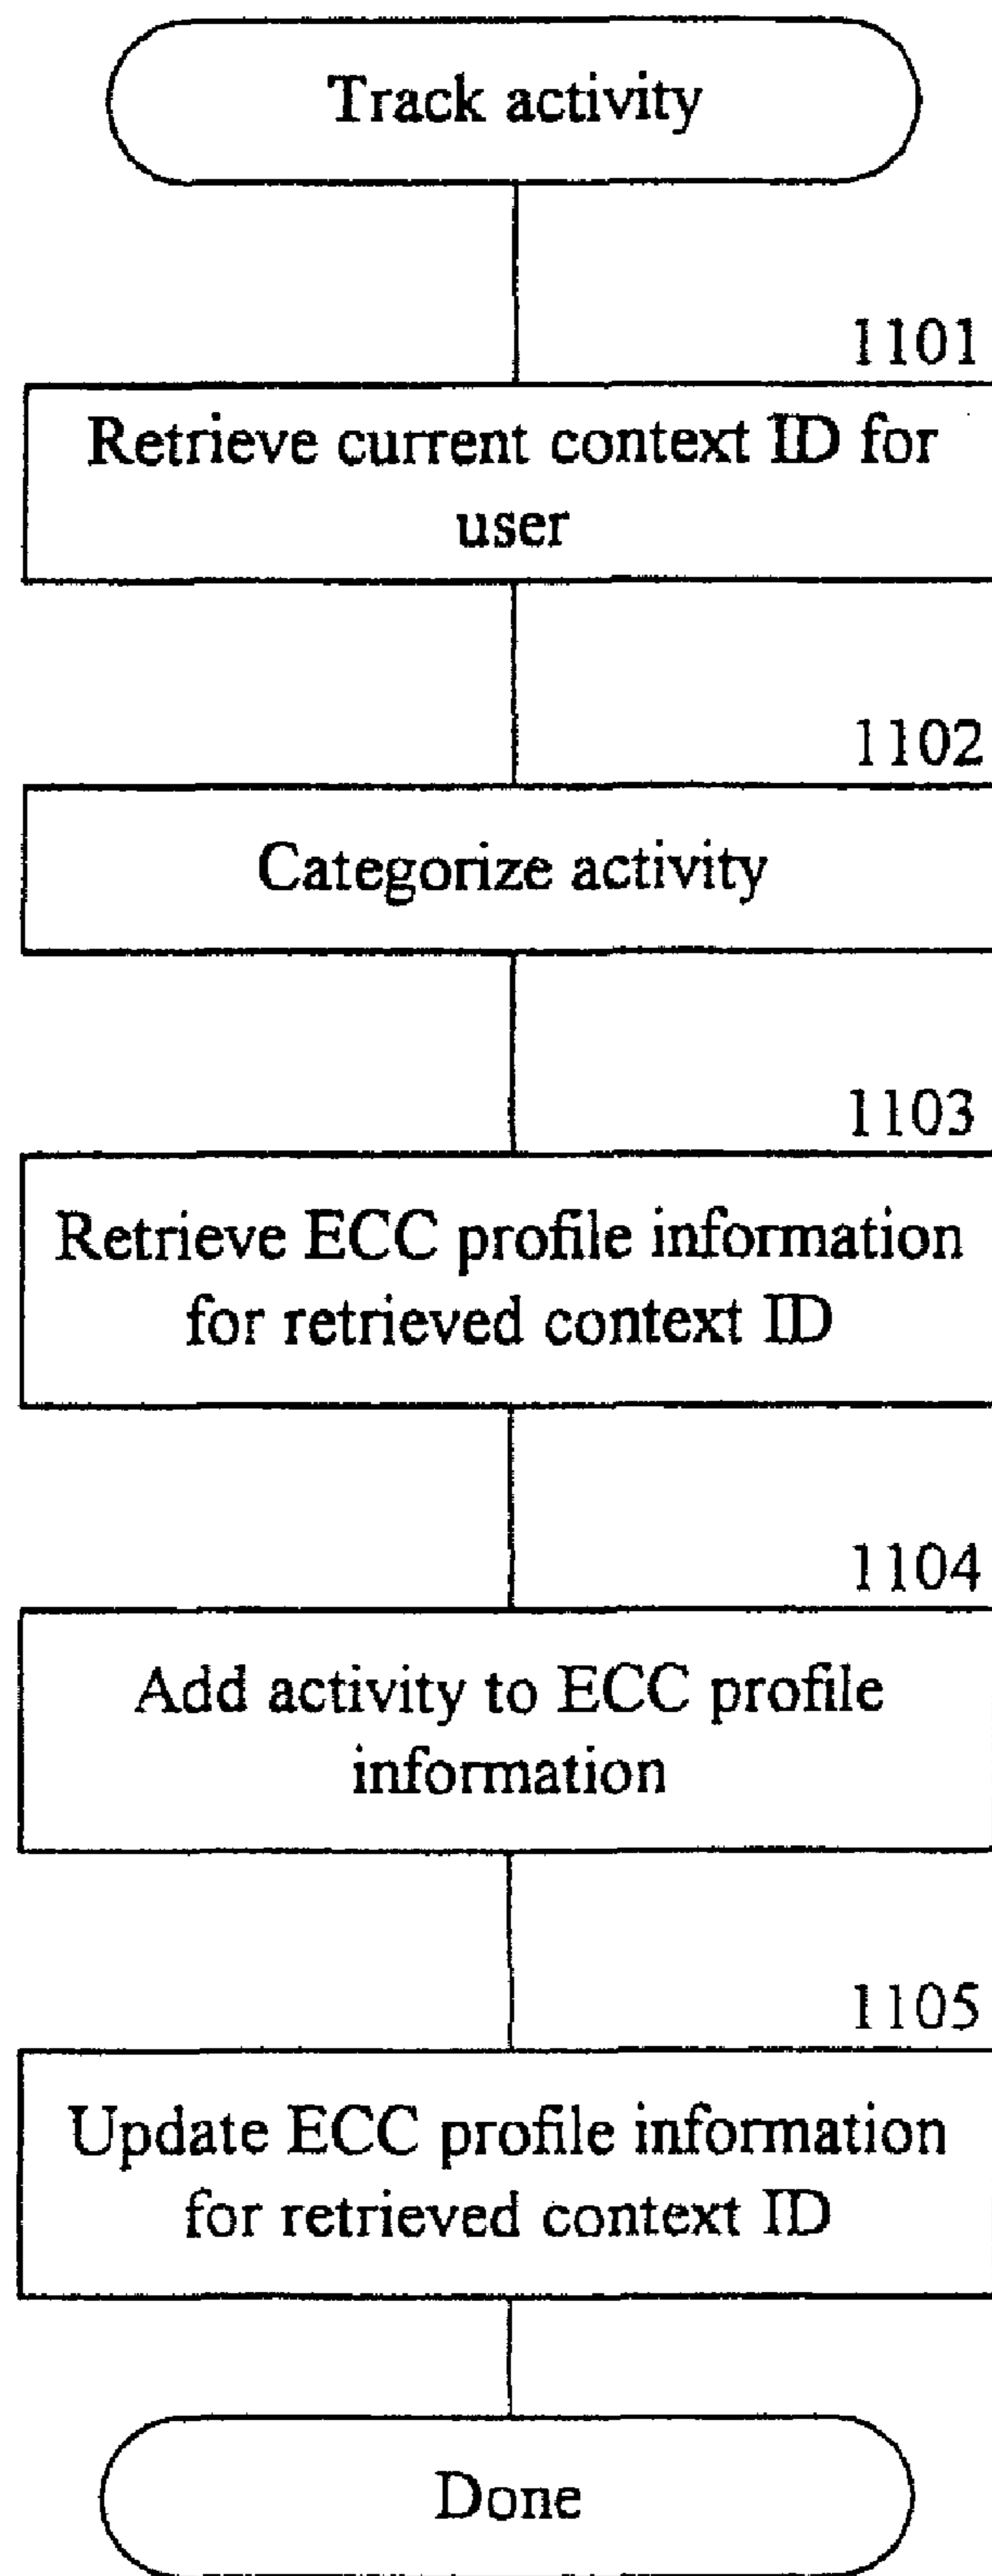 Track activity
1101
Retrieve current context ID for
user
1102
Categorize activity
1103
Retrieve ECC profile information
for retrieved context ID
1104
Add activity to ECC profile
information
1105
Update ECC profile information
for retrieved context ID
Done